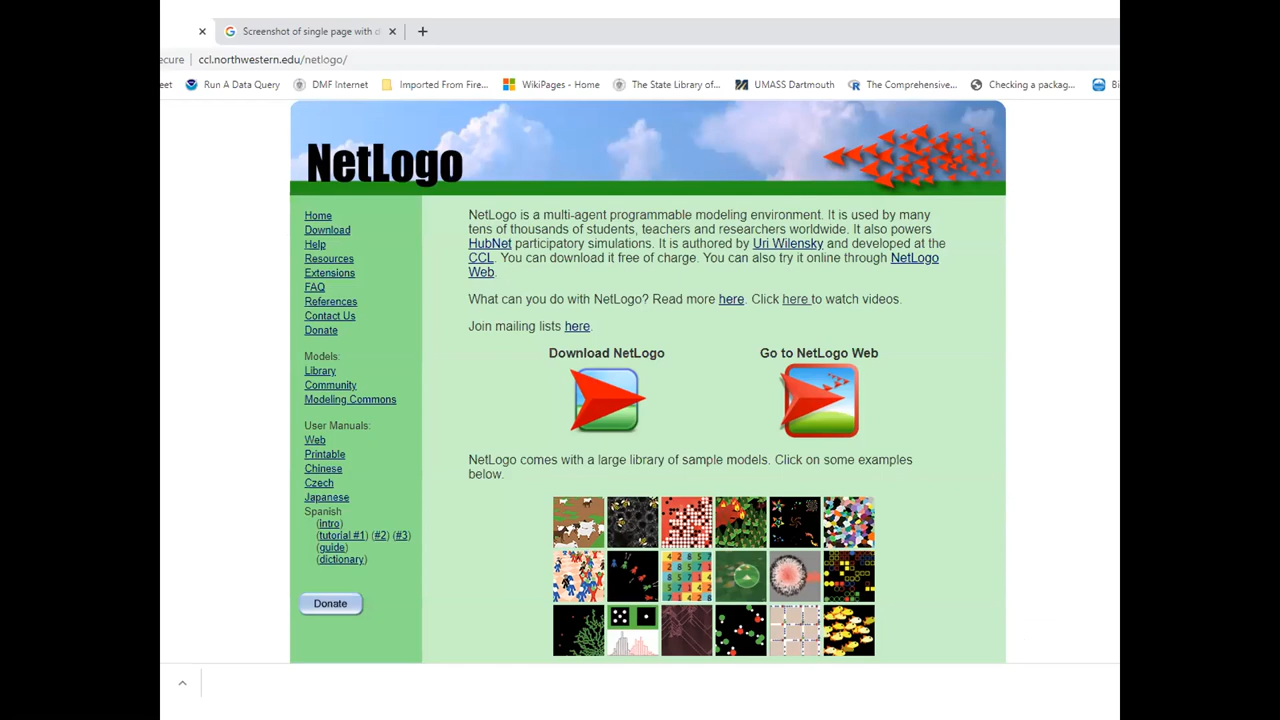 Screenshot of single page with
ecure ccl.northwestern.edu/netlogo/
eet Run A Data Query DMF Internet Imported From Fire... WikiPages - Home The State Library of... UMASS Dartmouth The Comprehensive... Checking a packag... Bi
NetLogo
Home
Download
Help
Resources
Extensions
FAQ
References
Contact Us
Donate
Models:
Library
Community
Modeling Commons
User Manuals:
Web
Printable
Chinese
Czech
Japanese
Spanish
(intro)
(tutorial #1) (#2) (#3)
(guide)
(dictionary)
Donate
NetLogo is a multi-agent programmable modeling environment. It is used by many
tens of thousands of students, teachers and researchers worldwide. It also powers
HubNet participatory simulations. It is authored by Uri Wilensky and developed at the
CCL. You can download it free of charge. You can also try it online through NetLogo
Web.
What can you do with NetLogo? Read more here. Click here to watch videos.
Join mailing lists here.
Download NetLogo Go to NetLogo Web
NetLogo comes with a large library of sample models. Click on some examples
below.